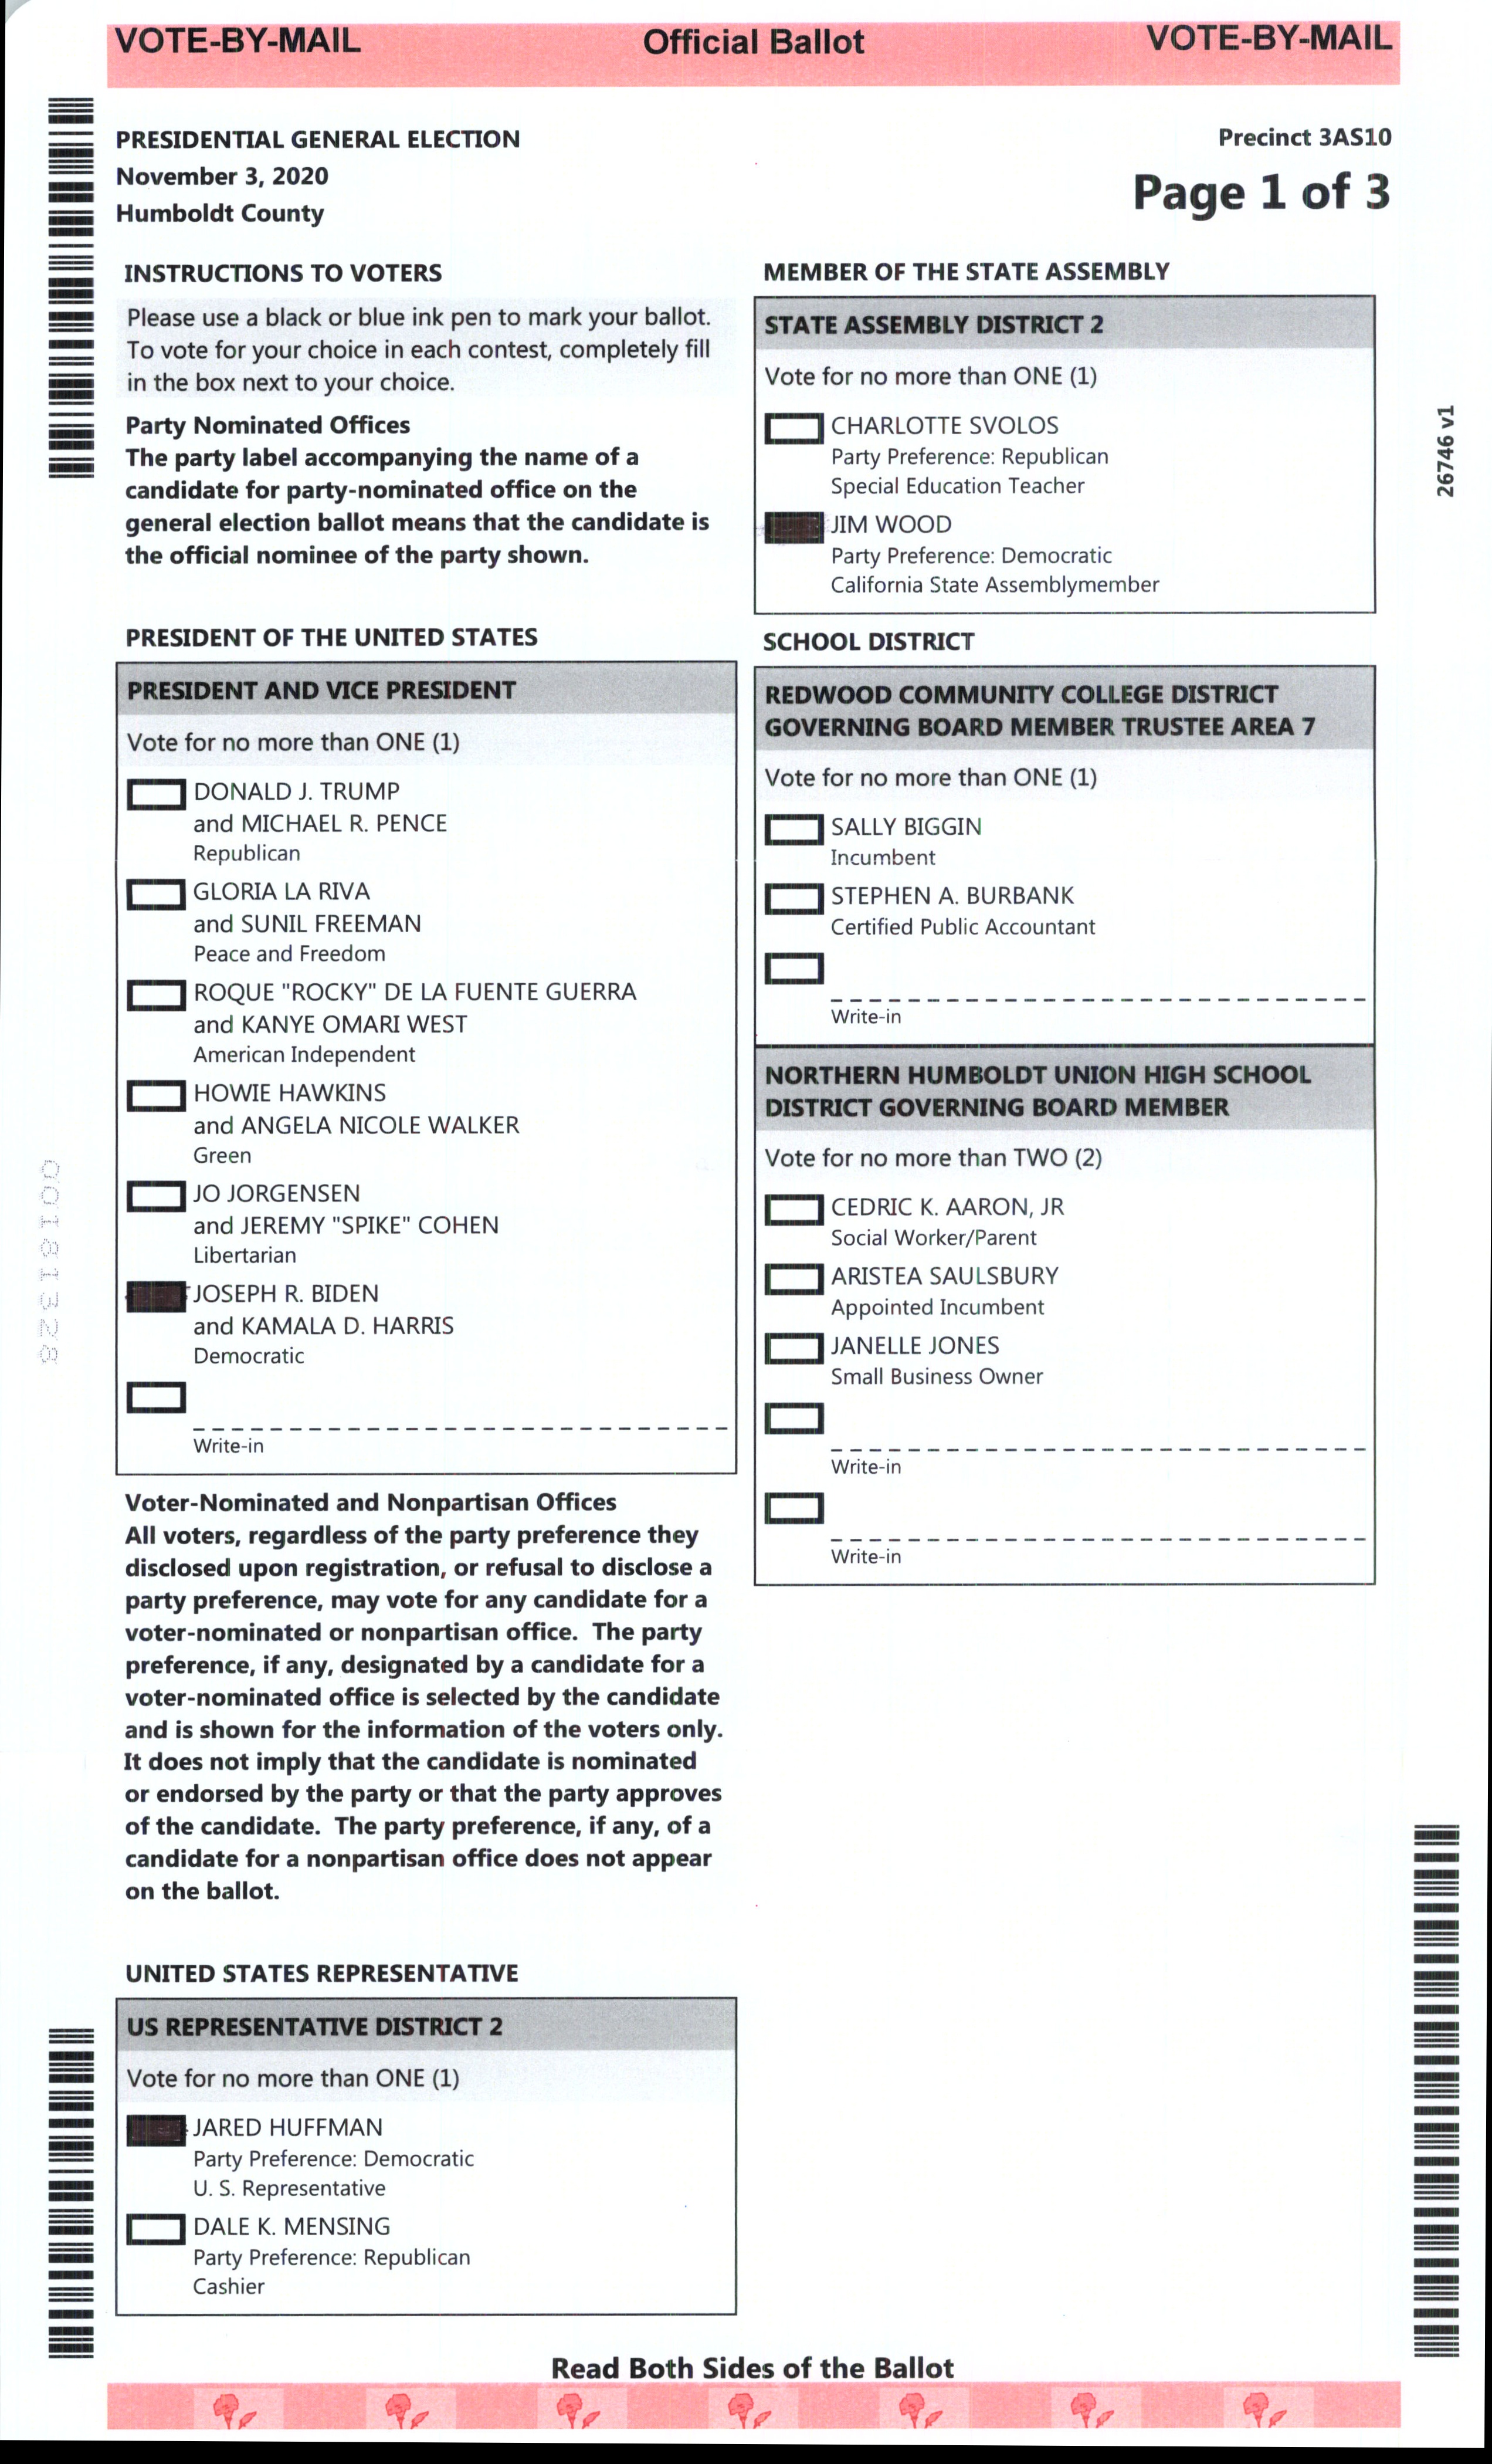 VOTE-BY-MAIL Official Ballot VOTE-BY-MAIL
PRESIDENTIAL GENERAL ELECTION
November 3, 2020
Humboldt County
Precinct 3AS10
Page 1 of 3
INSTRUCTIONS TO VOTERS
Please use a black or blue ink pen to mark your ballot.
To vote for your choice in each contest, completely fill
in the box next to your choice.
Party Nominated Offices
The party label accompanying the name of a
candidate for party-nominated office on the
general election ballot means that the candidate is
the official nominee of the party shown.
PRESIDENT OF THE UNITED STATES
PRESIDENT AND VICE PRESIDENT
Vote for no more than ONE (1)
DONALD J. TRUMP
and MICHAEL R. PENCE
Republican
GLORIA LA RIVA
and SUNIL FREEMAN
Peace and Freedom
ROQUE "ROCKY" DE LA FUENTE GUERRA
and KANYE OMARI WEST
American Independent
HOWIE HAWKINS
and ANGELA NICOLE WALKER
Green
JO JORGENSEN
and JEREMY "SPIKE" COHEN
Libertarian
JOSEPH R. BIDEN
and KAMALA D. HARRIS
Democratic
Write-in
Voter-Nominated and Nonpartisan Offices
All voters, regardless of the party preference they
disclosed upon registration, or refusal to disclose a
party preference, may vote for any candidate for a
voter-nominated or nonpartisan office. The party
preference, if any, designated by a candidate for a
voter-nominated office is selected by the candidate
and is shown for the information of the voters only.
It does not imply that the candidate is nominated
or endorsed by the party or that the party approves
of the candidate. The party preference, if any, of a
candidate for a nonpartisan office does not appear
on the ballot.
UNITED STATES REPRESENTATIVE
US REPRESENTATIVE DISTRICT 2
Vote for no more than ONE (1)
JARED HUFFMAN
Party Preference: Democratic
U. S. Representative
DALE K. MENSING
Party Preference: Republican
Cashier
MEMBER OF THE STATE ASSEMBLY
STATE ASSEMBLY DISTRICT 2
Vote for no more than ONE (1)
CHARLOTTE SVOLOS
Party Preference: Republican
Special Education Teacher
JIM WOOD
Party Preference: Democratic
California State Assemblymember
SCHOOL DISTRICT
REDWOOD COMMUNITY COLLEGE DISTRICT
GOVERNING BOARD MEMBER TRUSTEE AREA 7
Vote for no more than ONE (1)
SALLY BIGGIN
Incumbent
STEPHEN A. BURBANK
Certified Public Accountant
Write-in
NORTHERN HUMBOLDT UNION HIGH SCHOOL
DISTRICT GOVERNING BOARD MEMBER
Vote for no more than TWO (2)
CEDRIC K. AARON, JR
Social Worker/Parent
ARISTEA SAULSBURY
Appointed Incumbent
JANELLE JONES
Small Business Owner
Write-in
Write-in
26746 v1
00181328
Read Both Sides of the Ballot